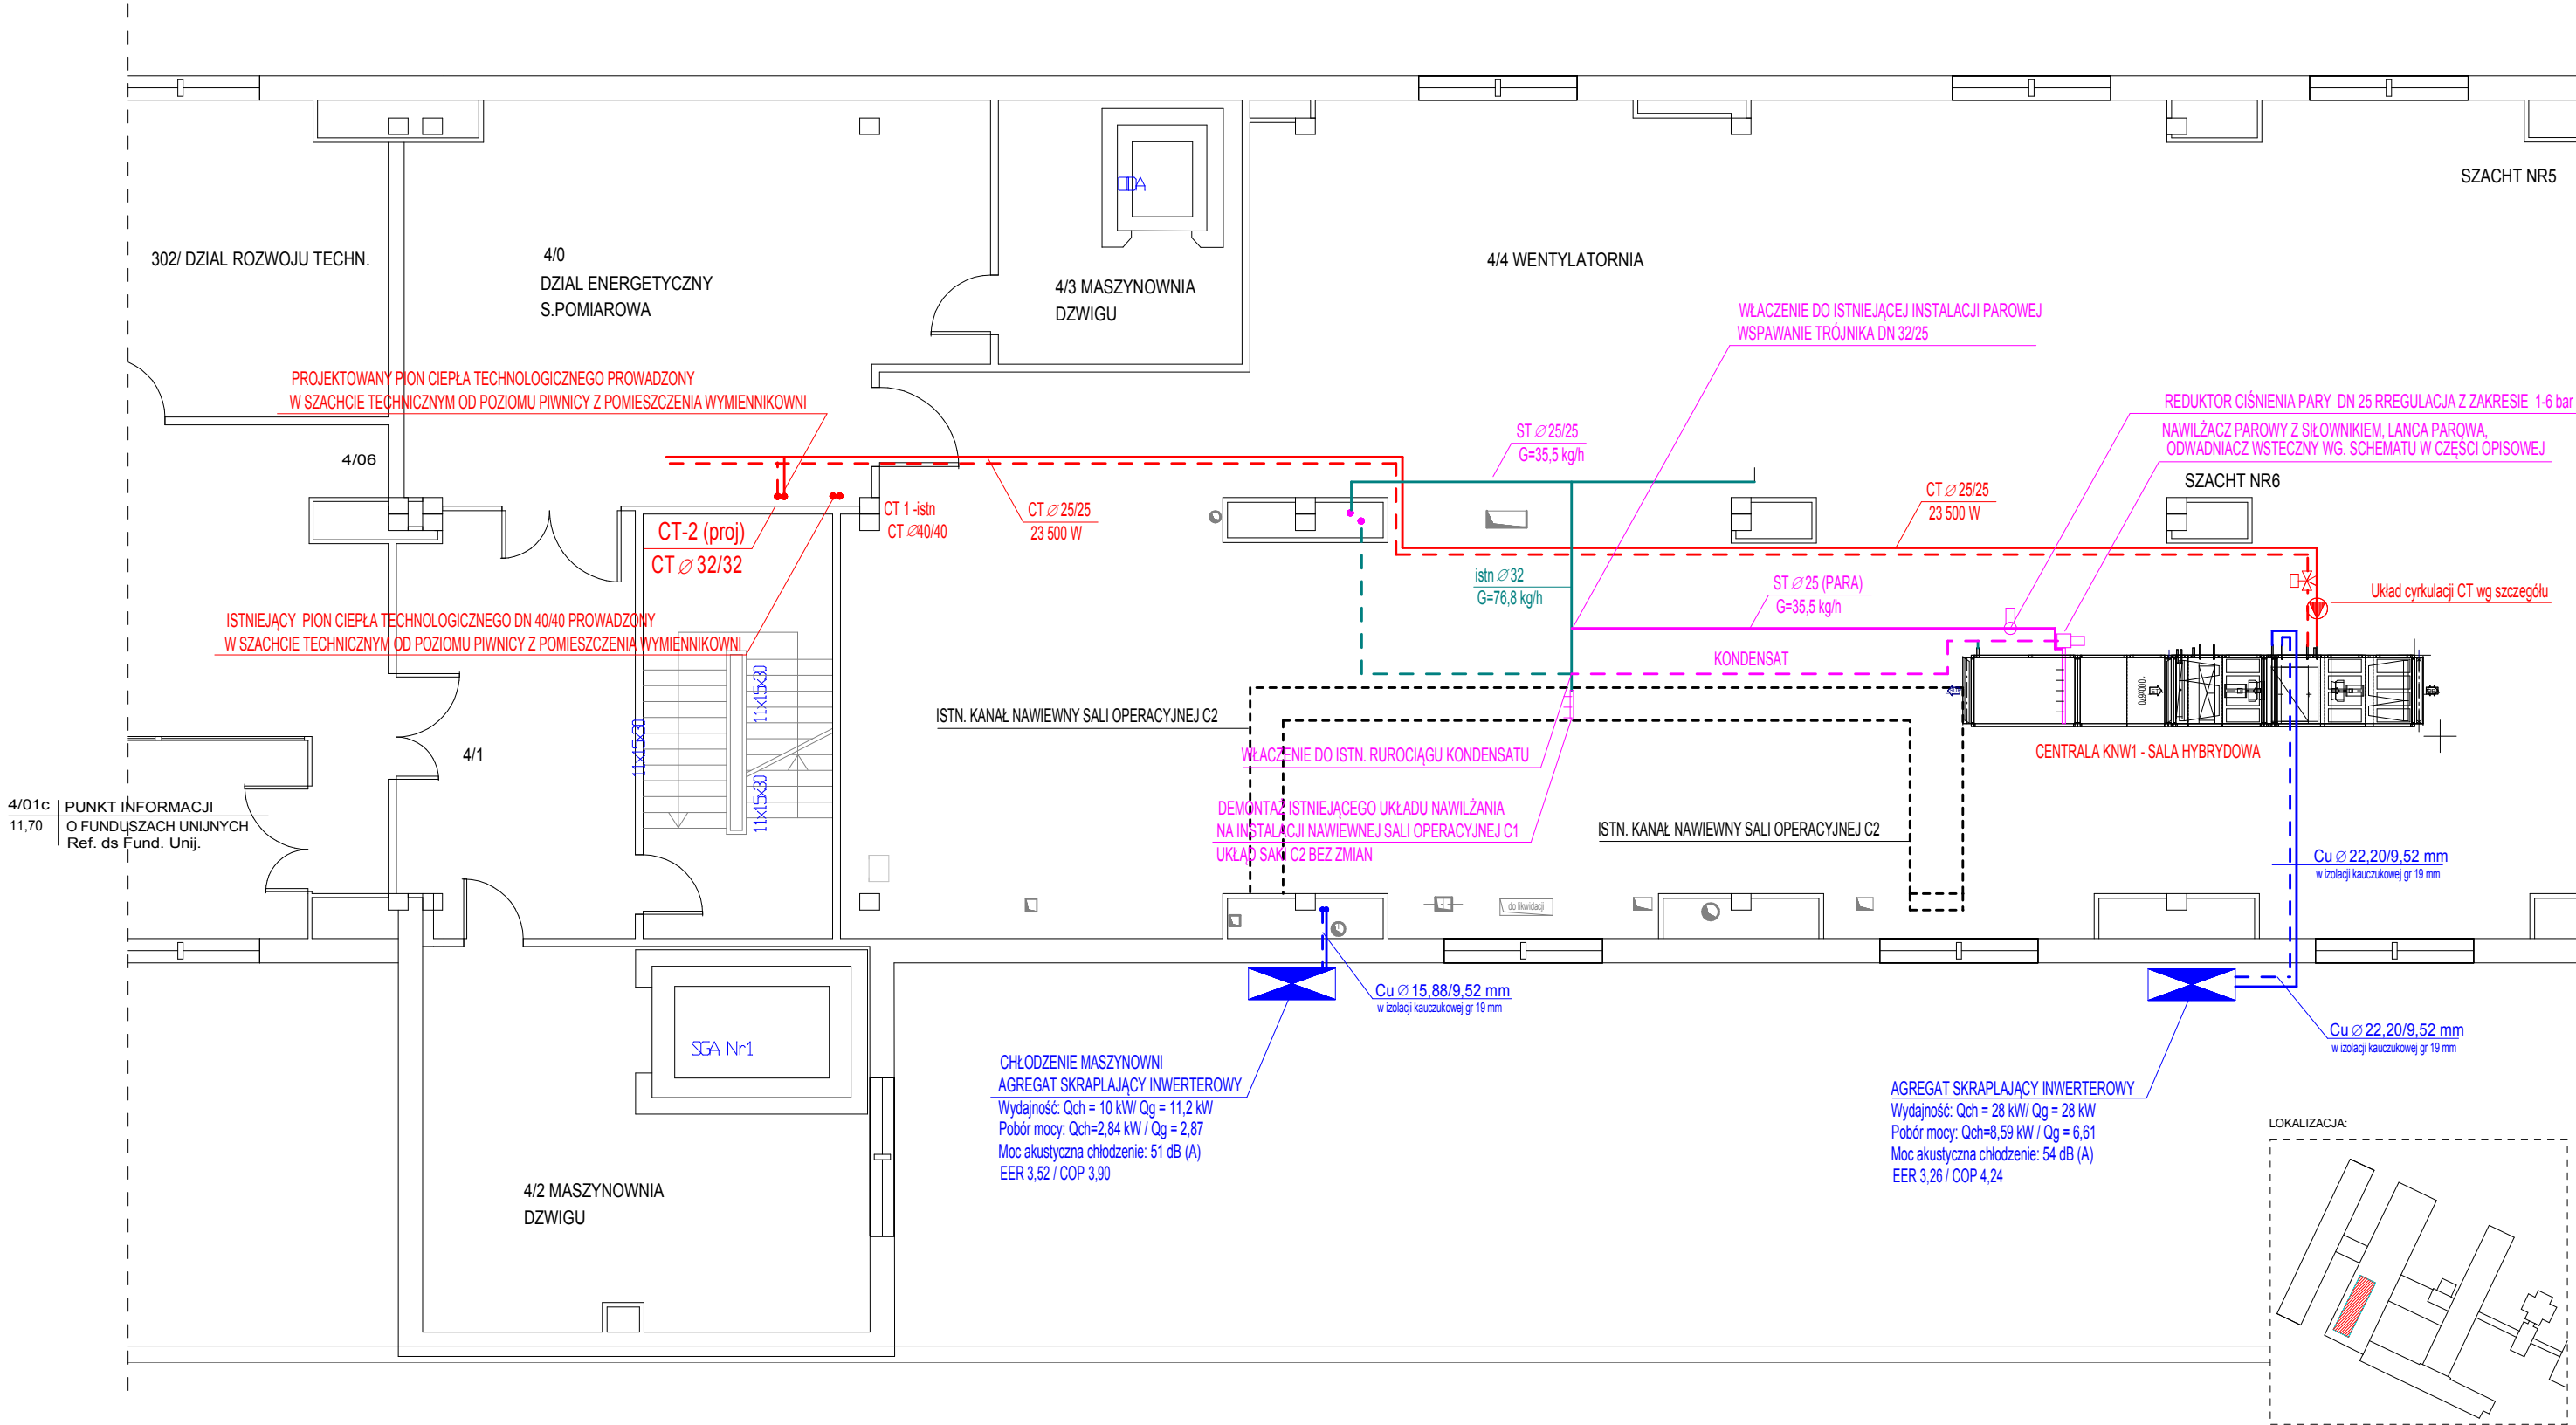 SZACHT NR5
302/ DZIAL ROZWOJU TECHN.
4/0
DZIAL ENERGETYCZNY
S.POMIAROWA
4/3 MASZYNOWNIA
DZWIGU
4/4 WENTYLATORNIA
WŁACZENIE DO ISTNIEJĄCEJ INSTALACJI PAROWEJ
WSPAWANIE TRÓJNIKA DN 32/25
PROJEKTOWANY PION CIEPŁA TECHNOLOGICZNEGO PROWADZONY
W SZACHCIE TECHNICZNYM OD POZIOMU PIWNICY Z POMIESZCZENIA WYMIENNIKOWNI
REDUKTOR CIŚNIENIA PARY DN 25 RREGULACJA Z ZAKRESIE 1-6 bar
NAWILŻACZ PAROWY Z SIŁOWNIKIEM, LANCA PAROWA,
ODWADNIACZ WSTECZNY WG. SCHEMATU W CZĘŚCI OPISOWEJ
4/06
ST ∅ 25/25
G=35,5 kg/h
SZACHT NR6
CT 1 -istn
CT ∅40/40
CT ∅ 25/25
23 500 W
CT ∅ 25/25
23 500 W
CT-2 (proj)
CT ∅ 32/32
istn ∅ 32
G=76,8 kg/h
ST ∅ 25 (PARA)
G=35,5 kg/h
Układ cyrkulacji CT wg szczegółu
ISTNIEJĄCY PION CIEPŁA TECHNOLOGICZNEGO DN 40/40 PROWADZONY
W SZACHCIE TECHNICZNYM OD POZIOMU PIWNICY Z POMIESZCZENIA WYMIENNIKOWNI
KONDENSAT
11x15x30
11x15x30
11x15x30
1000x600
ISTN. KANAŁ NAWIEWNY SALI OPERACYJNEJ C2
4/1
WŁACZENIE DO ISTN. RUROCIĄGU KONDENSATU
CENTRALA KNW1 - SALA HYBRYDOWA
4/01c PUNKT INFORMACJI
11,70 O FUNDUSZACH UNIJNYCH
Ref. ds Fund. Unij.
DEMONTAŻ ISTNIEJĄCEGO UKŁADU NAWILŻANIA
NA INSTALACJI NAWIEWNEJ SALI OPERACYJNEJ C1
UKŁAD SAKI C2 BEZ ZMIAN
ISTN. KANAŁ NAWIEWNY SALI OPERACYJNEJ C2
Cu ∅ 22,20/9,52 mm
w izolacji kauczukowej gr 19 mm
do likwidacji
Cu ∅ 15,88/9,52 mm
w izolacji kauczukowej gr 19 mm
Cu ∅ 22,20/9,52 mm
w izolacji kauczukowej gr 19 mm
SGA Nr1
CHŁODZENIE MASZYNOWNI
AGREGAT SKRAPLAJĄCY INWERTEROWY
Wydajność: Qch = 10 kW/ Qg = 11,2 kW
Pobór mocy: Qch=2,84 kW / Qg = 2,87
Moc akustyczna chłodzenie: 51 dB (A)
EER 3,52 / COP 3,90
AGREGAT SKRAPLAJĄCY INWERTEROWY
Wydajność: Qch = 28 kW/ Qg = 28 kW
Pobór mocy: Qch=8,59 kW / Qg = 6,61
Moc akustyczna chłodzenie: 54 dB (A)
EER 3,26 / COP 4,24
LOKALIZACJA:
4/2 MASZYNOWNIA
DZWIGU